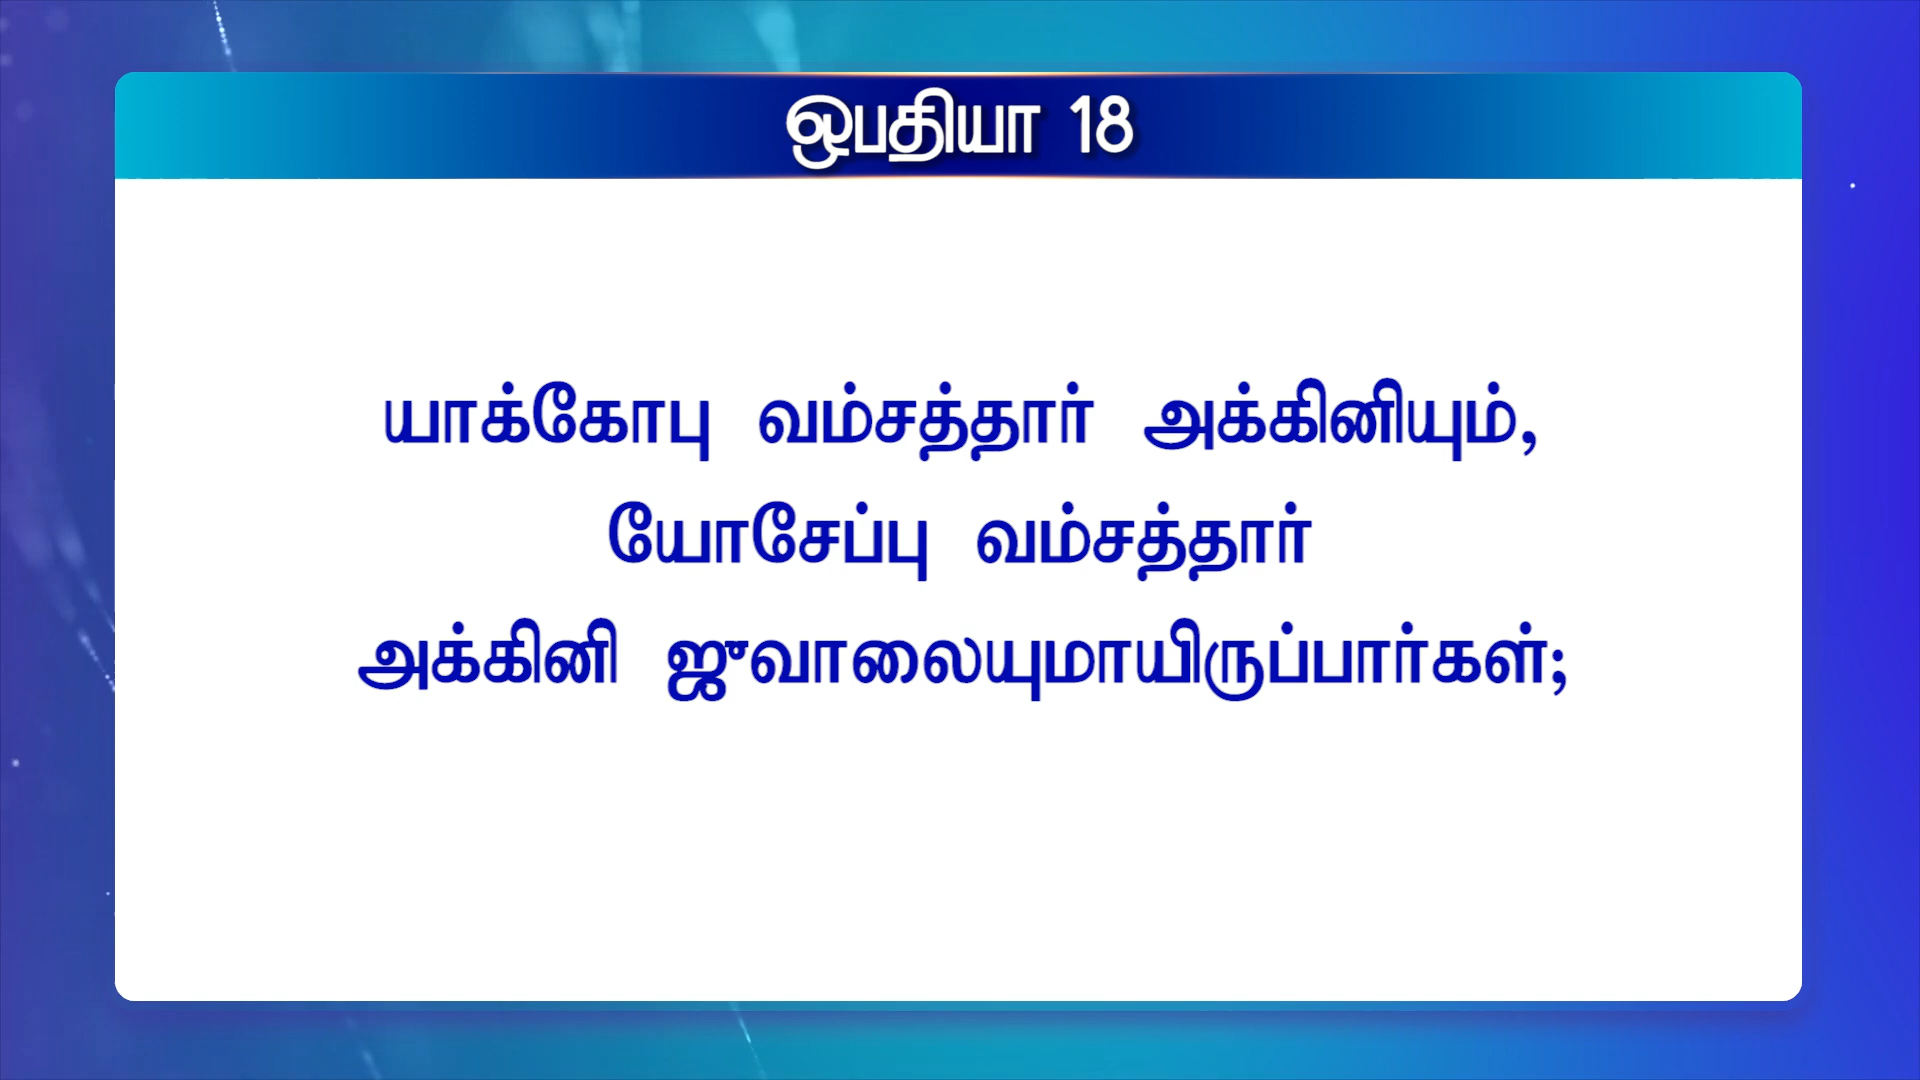 ஒபதியா 18
யாக்கோபு வம்சத்தார் அக்கினியும்,
யோசேப்பு வம்சத்தார்
அக்கினி ஜுவாலையுமாயிருப்பார்கள்;